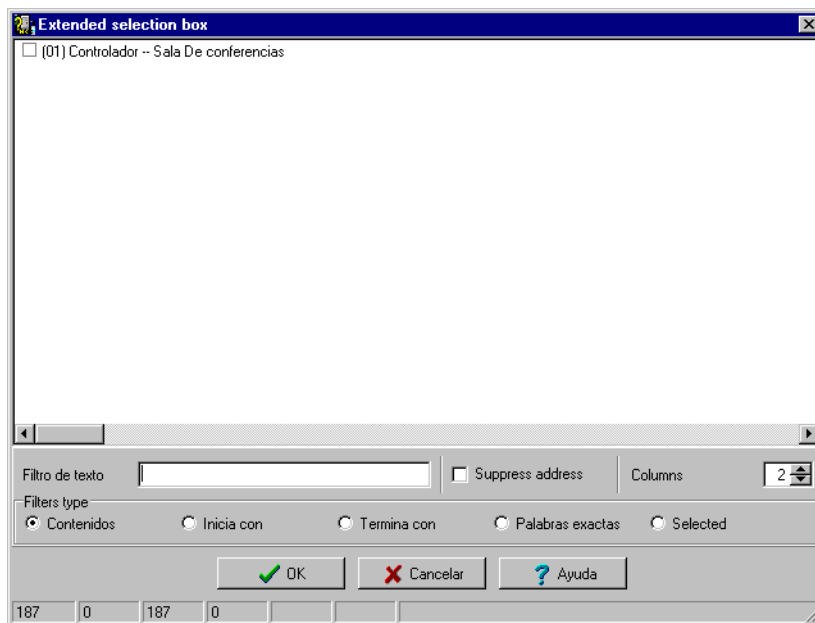 Extended selection box
(01) Controlador -- Sala De conferencias
Filtro de texto Suppress address Columns 2
Filters type
Contenidos Inicia con Termina con Palabras exactas Selected
OK Cancelar ? Ayuda
187 0 187 0